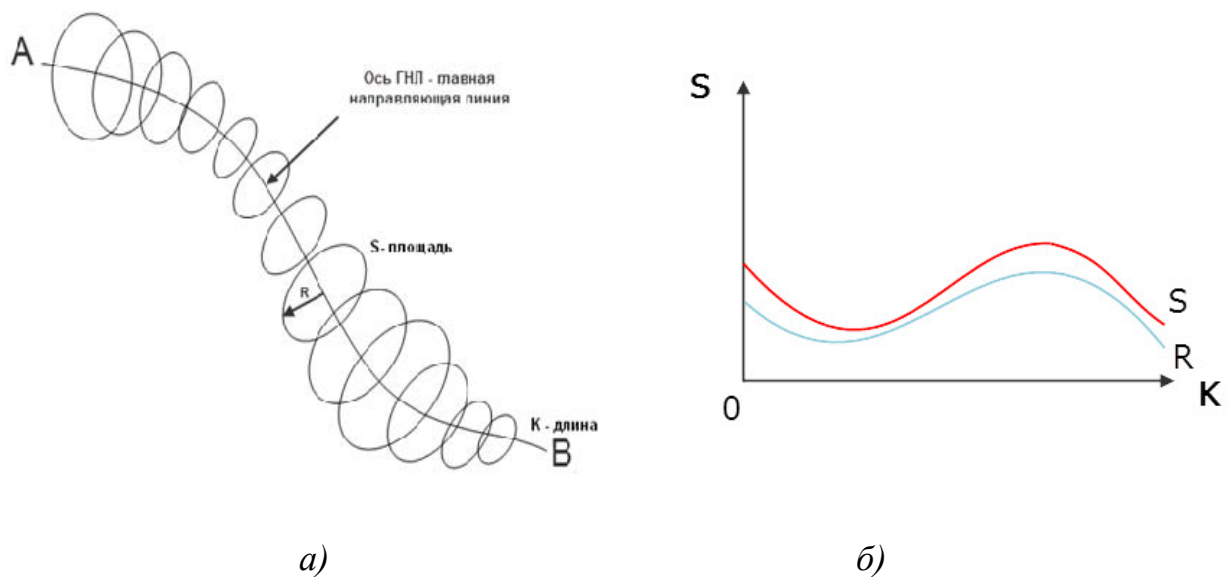 A
Ось ГНЛ - главная
направляющая линия
S- площадь
R
К - длина
B
S
S
R
0
K
а)
б)